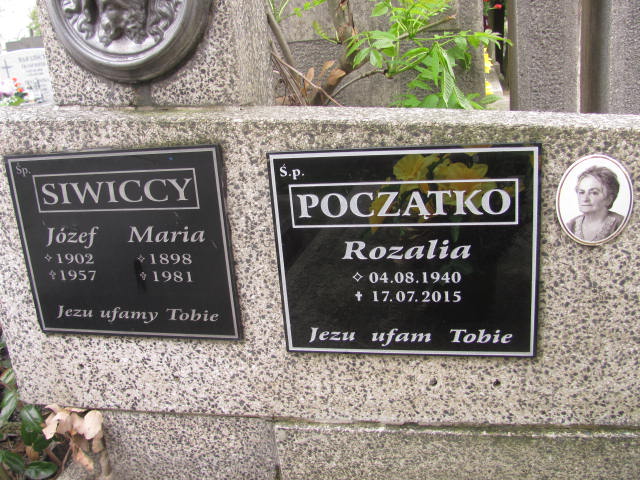 Śp.
SIWICCY
Józef Maria
✧ 1902 ✧ 1898
✞ 1957 ✞ 1981
Jezu ufamy Tobie
Ś.p.
POCZĄTKO
Rozalia
✧ 04.08.1940
✝ 17.07.2015
Jezu ufam Tobie